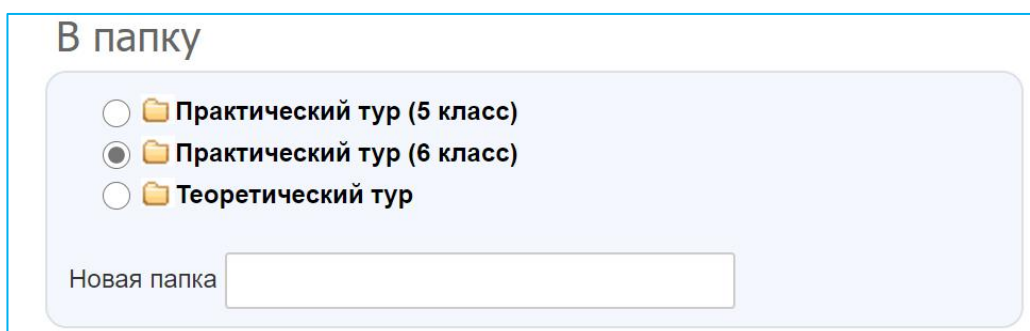 В папку
Практический тур (5 класс)
Практический тур (6 класс)
Теоретический тур
Новая папка